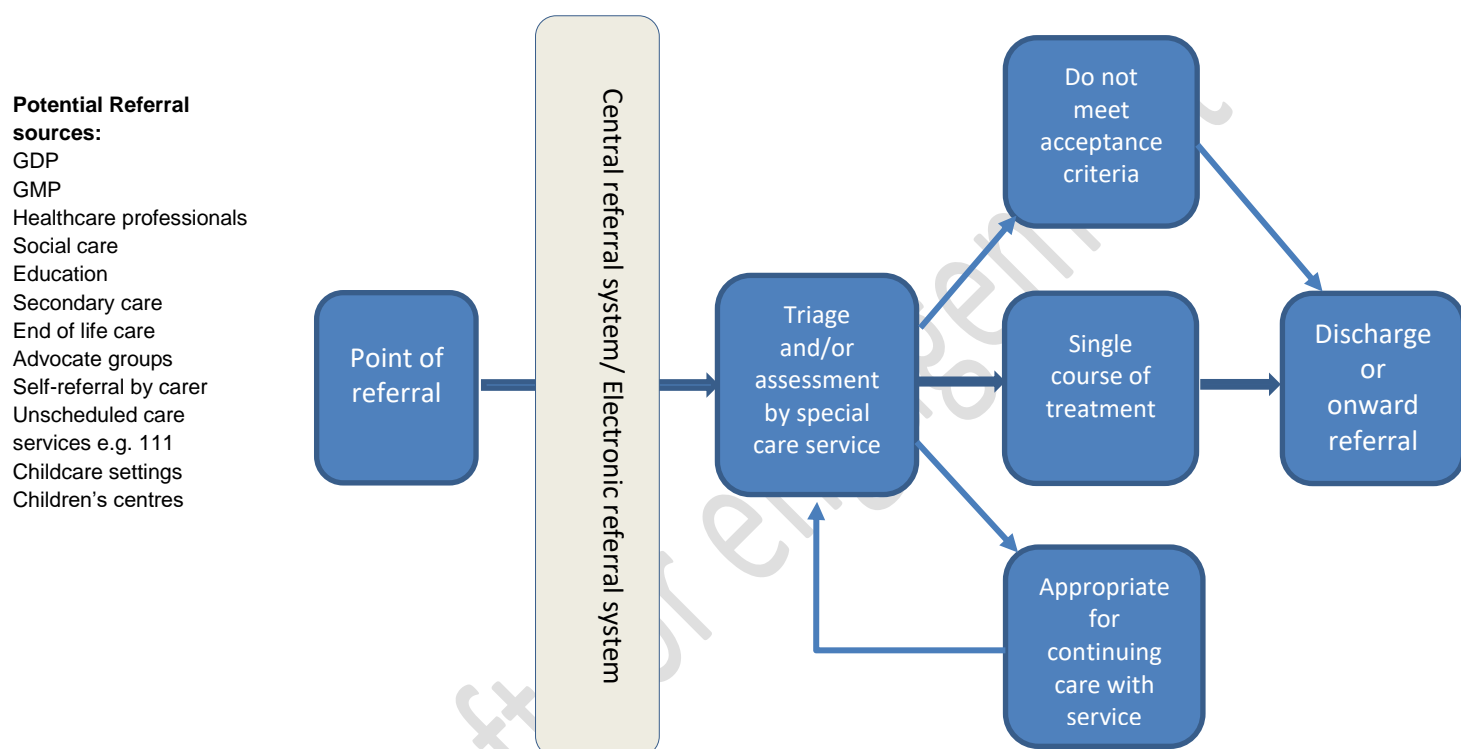 Potential Referral
sources:
GDP
GMP
Healthcare professionals
Social care
Education
Secondary care
End of life care
Advocate groups
Self-referral by carer
Unscheduled care
services e.g. 111
Childcare settings
Children’s centres
Point of
referral
Central referral system/ Electronic referral system
Triage
and/or
assessment
by special
care service
Do not
meet
acceptance
criteria
Single
course of
treatment
Appropriate
for
continuing
care with
service
Discharge
or
onward
referral